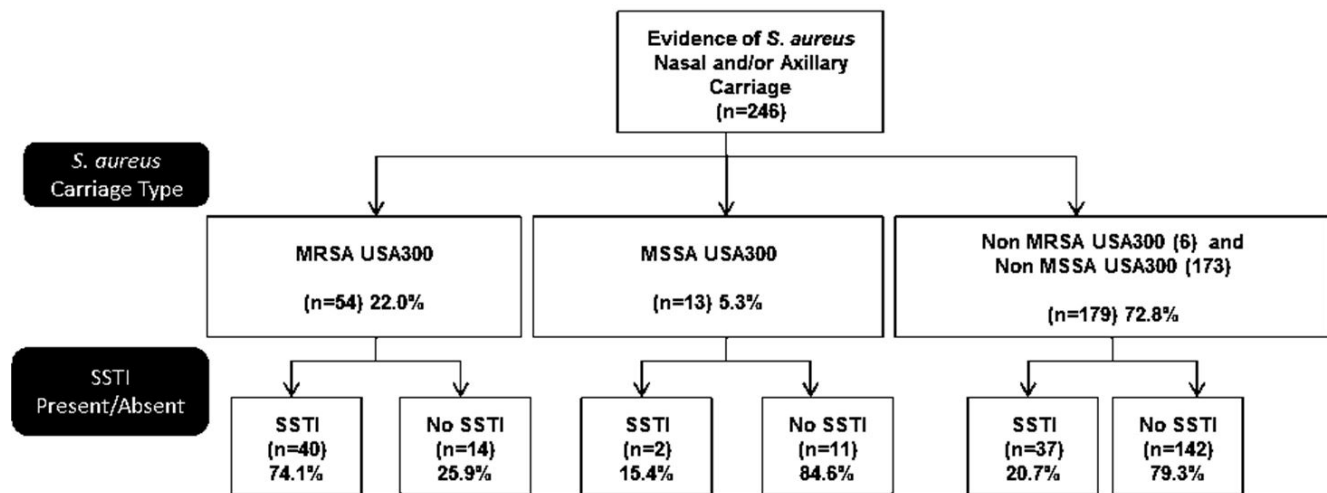 Evidence of S. aureus
Nasal and/or Axillary
Carriage
(n=246}
S. aureus
Carriage Type
MRSA USA300
(n=54} 22.0%
MSSA USA300
(n=13} 5.3%
Non MRSA USA300 (6} and
Non MSSA USA300 (173}
(n=179} 72.8%
SSTI
Present/Absent
SSTI
(n=40)
74.1%
No SSTI
(n=14)
25.9%
SSTI
(n=2)
15.4%
No SSTI
(n=11)
84.6%
SSTI
(n=37)
20.7%
No SSTI
(n=142)
79.3%